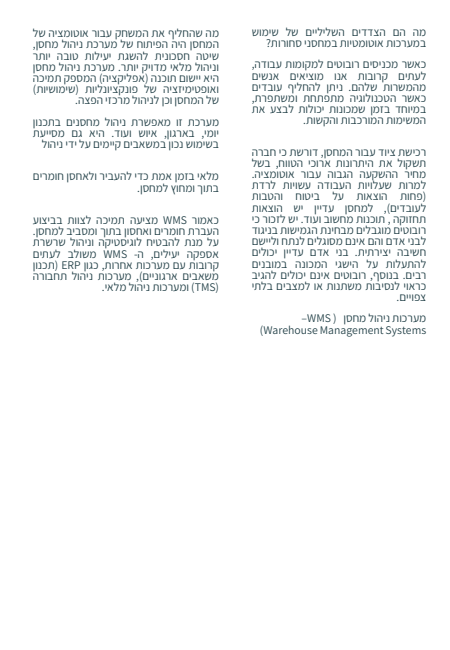 מה הם הצדדים השליליים של שימוש
במערכות אוטומטיות במחסני סחורות?
כאשר מכניסים רובוטים למקומות עבודה,
לעתים קרובות אנו מוציאים אנשים
מהמשרות שלהם. ניתן להחליף עובדים
כאשר הטכנולוגיה מתפתחת ומשתפרת,
במיוחד בזמן שמכונות יכולות לבצע את
המשימות המורכבות והקשות.
רכישת ציוד עבור המחסן, דורשת כי חברה
תשקול את היתרונות ארוכי הטווח, בשל
מחיר ההשקעה הגבוה עבור אוטומציה.
למרות שעלויות העבודה עשויות לרדת
(פחות הוצאות על ביטוח והטבות
לעובדים), למחסן עדיין יש הוצאות
תחזוקה , תוכנות מחשוב ועוד. יש לזכור כי
רובוטים מוגבלים מבחינת הגמישות בניגוד
לבני אדם והם אינם מסוגלים לנתח וליישם
חשיבה יצירתית. בני אדם עדיין יכולים
להתעלות על הישגי המכונה במובנים
רבים. בנוסף, רובוטים אינם יכולים להגיב
כראוי לנסיבות משתנות או למצבים בלתי
צפויים.
מערכות ניהול מחסן ( WMS–
Warehouse Management Systems)
מה שהחליף את המשחק עבור אוטומציה של
המחסן היה הפיתוח של מערכת ניהול מחסן,
שיטה חסכונית להשגת יעילות טובה יותר
וניהול מלאי מדויק יותר. מערכת ניהול מחסן
היא יישום תוכנה (אפליקציה) המספק תמיכה
ואופטימיזציה של פונקציונליות (שימושיות)
של המחסן וכן לניהול מרכזי הפצה.
מערכת זו מאפשרת ניהול מחסנים בתכנון
יומי, בארגון, איוש ועוד. היא גם מסייעת
בשימוש נכון במשאבים קיימים על ידי ניהול
מלאי בזמן אמת כדי להעביר ולאחסן חומרים
בתוך ומחוץ למחסן.
כאמור WMS מציעה תמיכה לצוות בביצוע
העברת חומרים ואחסון בתוך ומסביב למחסן.
על מנת להבטיח לוגיסטיקה וניהול שרשרת
אספקה יעילים, ה- WMS משולב לעתים
קרובות עם מערכות אחרות, כגון ERP (תכנון
משאבים ארגוניים), מערכות ניהול תחבורה
(TMS) ומערכות ניהול מלאי.